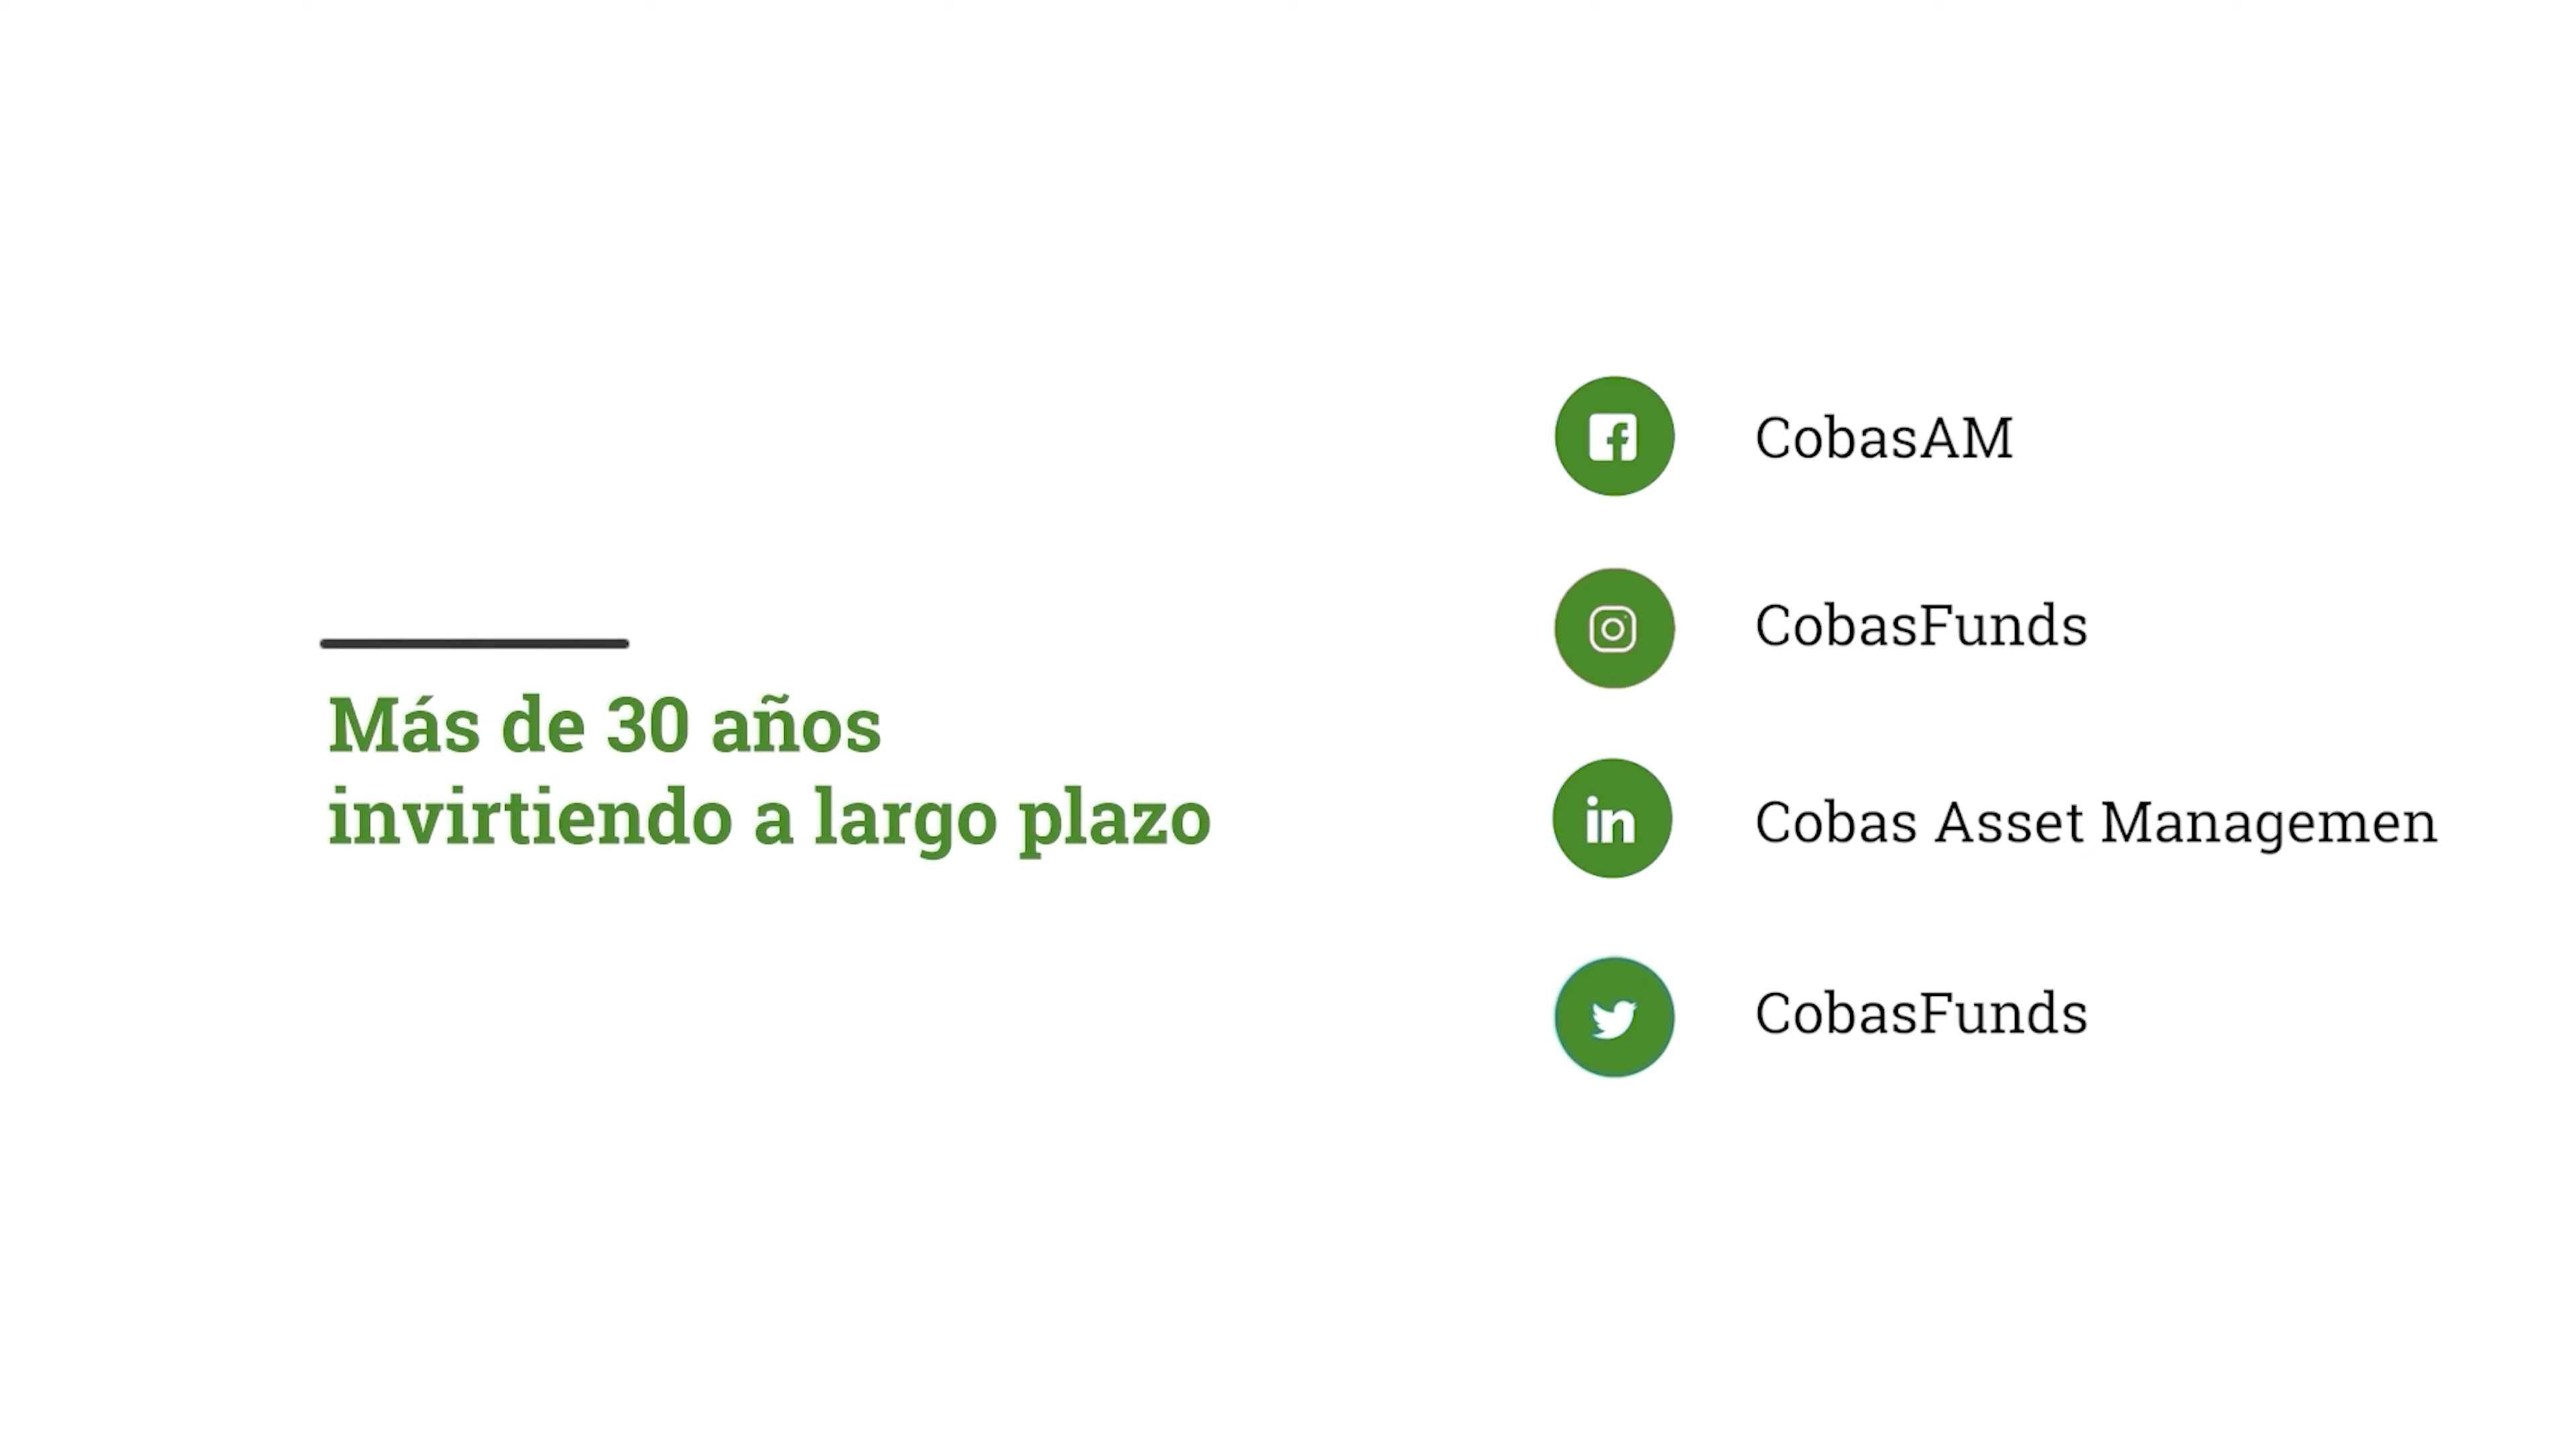 Más de 30 años
invirtiendo a largo plazo
CobasAM
CobasFunds
Cobas Asset Managemen
CobasFunds